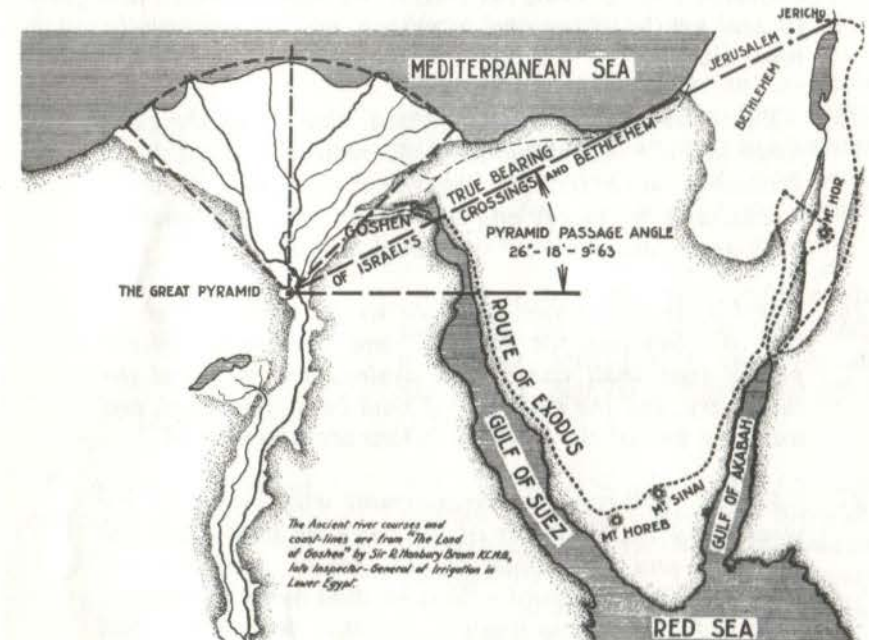 JERICHO
JERUSALEM
BETHLEHEM
MEDITERRANEAN SEA
TRUE BEARING
OF ISRAEL'S CROSSINGS AND BETHLEHEM
GOSHEN
MT HOR
PYRAMID PASSAGE ANGLE
26°-18'-9".63
THE GREAT PYRAMID
ROUTE OF EXODUS
GULF OF SUEZ
GULF OF AKABAH
MT. SINAI
MT HOREB
The Ancient river courses and
coast-lines are from "The Land
of Goshen" by Sir R. Hanbury Brown K.C.M.G.,
late Inspector-General of Irrigation in
Lower Egypt.
RED SEA